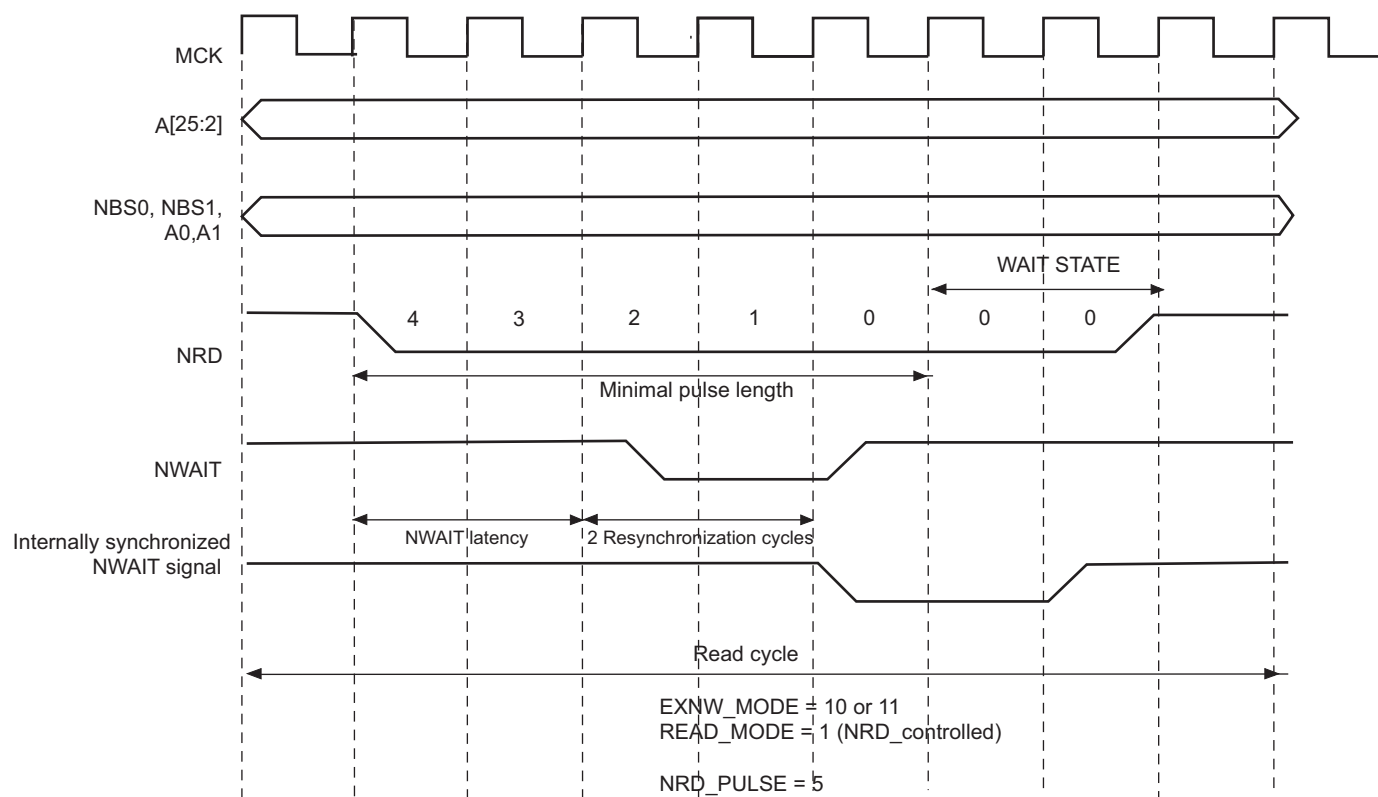 MCK
A[25:2]
NBS0, NBS1,
A0,A1
WAIT STATE
4 3 2 1 0 0 0
NRD
Minimal pulse length
NWAIT
NWAIT latency
2 Resynchronization cycles
Internally synchronized
NWAIT signal
Read cycle
EXNW_MODE = 10 or 11
READ_MODE = 1 (NRD_controlled)
NRD_PULSE = 5